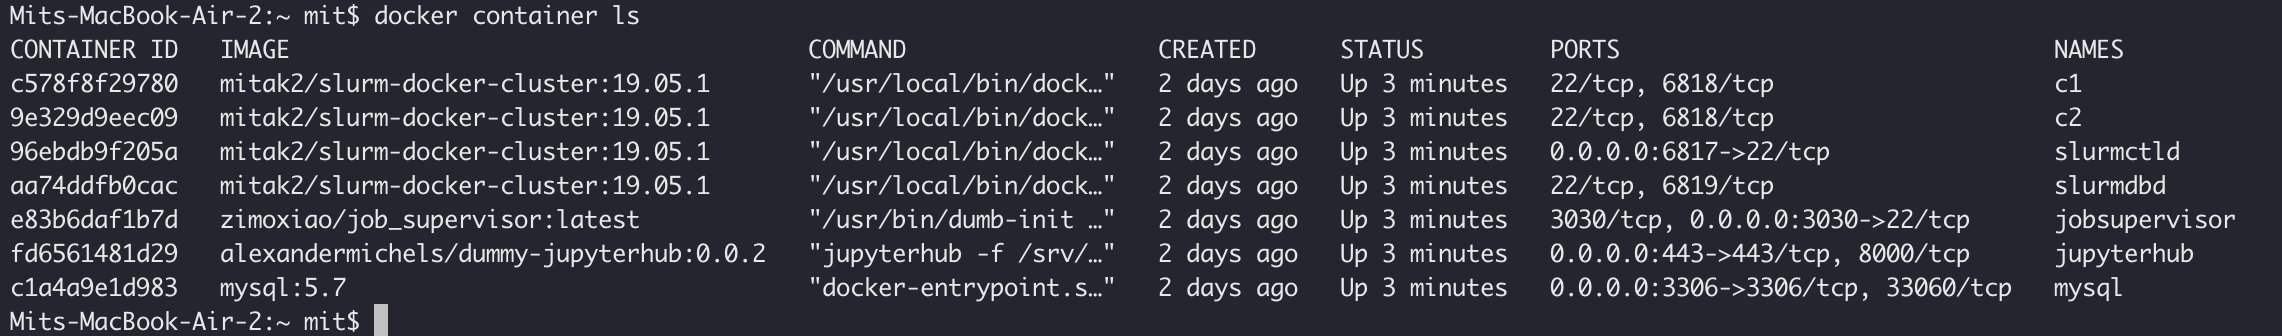 Mits-MacBook-Air-2:~ mit$ docker container ls
CONTAINER ID   IMAGE                                     COMMAND                  CREATED      STATUS         PORTS                              NAMES
c578f8f29780   mitak2/slurm-docker-cluster:19.05.1       "/usr/local/bin/dock…"   2 days ago   Up 3 minutes   22/tcp, 6818/tcp                   c1
9e329d9eec09   mitak2/slurm-docker-cluster:19.05.1       "/usr/local/bin/dock…"   2 days ago   Up 3 minutes   22/tcp, 6818/tcp                   c2
96ebdb9f205a   mitak2/slurm-docker-cluster:19.05.1       "/usr/local/bin/dock…"   2 days ago   Up 3 minutes   0.0.0.0:6817->22/tcp               slurmctld
aa74ddfb0cac   mitak2/slurm-docker-cluster:19.05.1       "/usr/local/bin/dock…"   2 days ago   Up 3 minutes   22/tcp, 6819/tcp                   slurmdbd
e83b6daf1b7d   zimoxiao/job_supervisor:latest            "/usr/bin/dumb-init …"   2 days ago   Up 3 minutes   3030/tcp, 0.0.0.0:3030->22/tcp     jobsupervisor
fd6561481d29   alexandermichels/dummy-jupyterhub:0.0.2   "jupyterhub -f /srv/…"   2 days ago   Up 3 minutes   0.0.0.0:443->443/tcp, 8000/tcp     jupyterhub
c1a4a9e1d983   mysql:5.7                                 "docker-entrypoint.s…"   2 days ago   Up 3 minutes   0.0.0.0:3306->3306/tcp, 33060/tcp   mysql
Mits-MacBook-Air-2:~ mit$